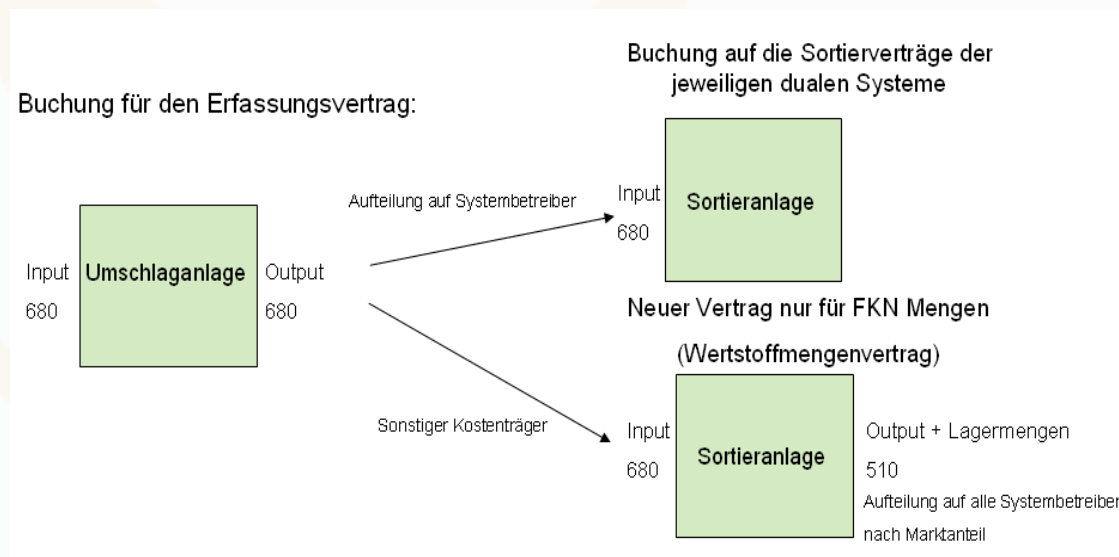 Buchung auf die Sortierverträge der
jeweiligen dualen Systeme
Buchung für den Erfassungsvertrag:
Aufteilung auf Systembetreiber
Input
680
Sortieranlage
Input
680
Umschlaganlage
Output
680
Neuer Vertrag nur für FKN Mengen
(Wertstoffmengenvertrag)
Sonstiger Kostenträger
Input
680
Sortieranlage
Output + Lagermengen
510
Aufteilung auf alle Systembetreiber
nach Marktanteil